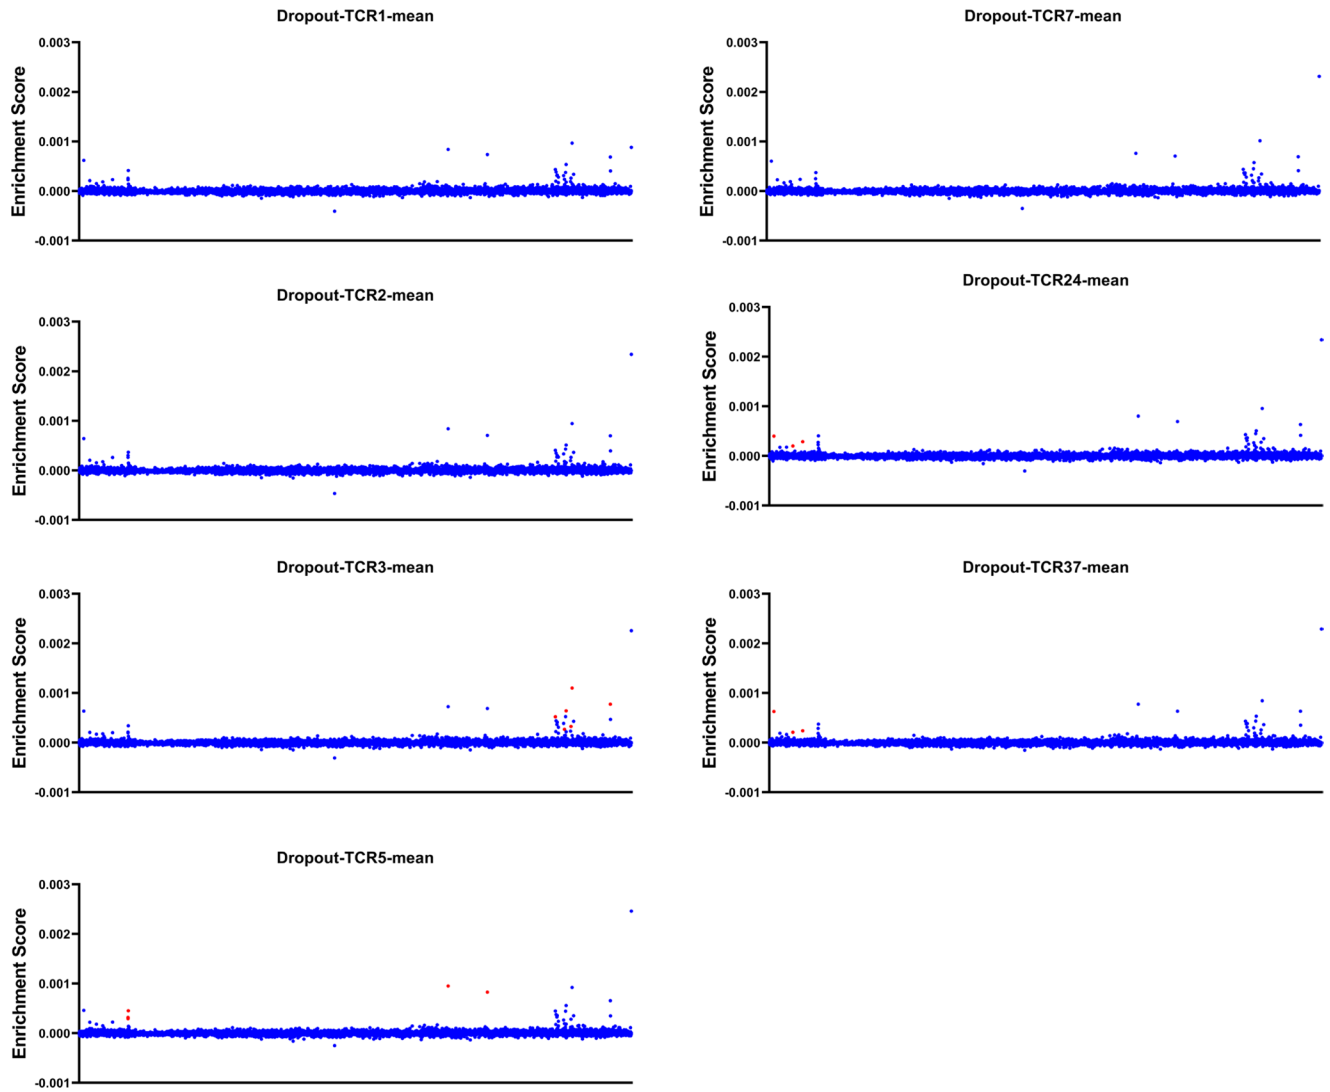 Dropout-TCR1-mean
Enrichment Score
0.003
0.002
0.001
0.000
-0.001
Dropout-TCR7-mean
Enrichment Score
0.003
0.002
0.001
0.000
-0.001
Dropout-TCR2-mean
Enrichment Score
0.003
0.002
0.001
0.000
-0.001
Dropout-TCR24-mean
Enrichment Score
0.003
0.002
0.001
0.000
-0.001
Dropout-TCR3-mean
Enrichment Score
0.003
0.002
0.001
0.000
-0.001
Dropout-TCR37-mean
Enrichment Score
0.003
0.002
0.001
0.000
-0.001
Dropout-TCR5-mean
Enrichment Score
0.003
0.002
0.001
0.000
-0.001